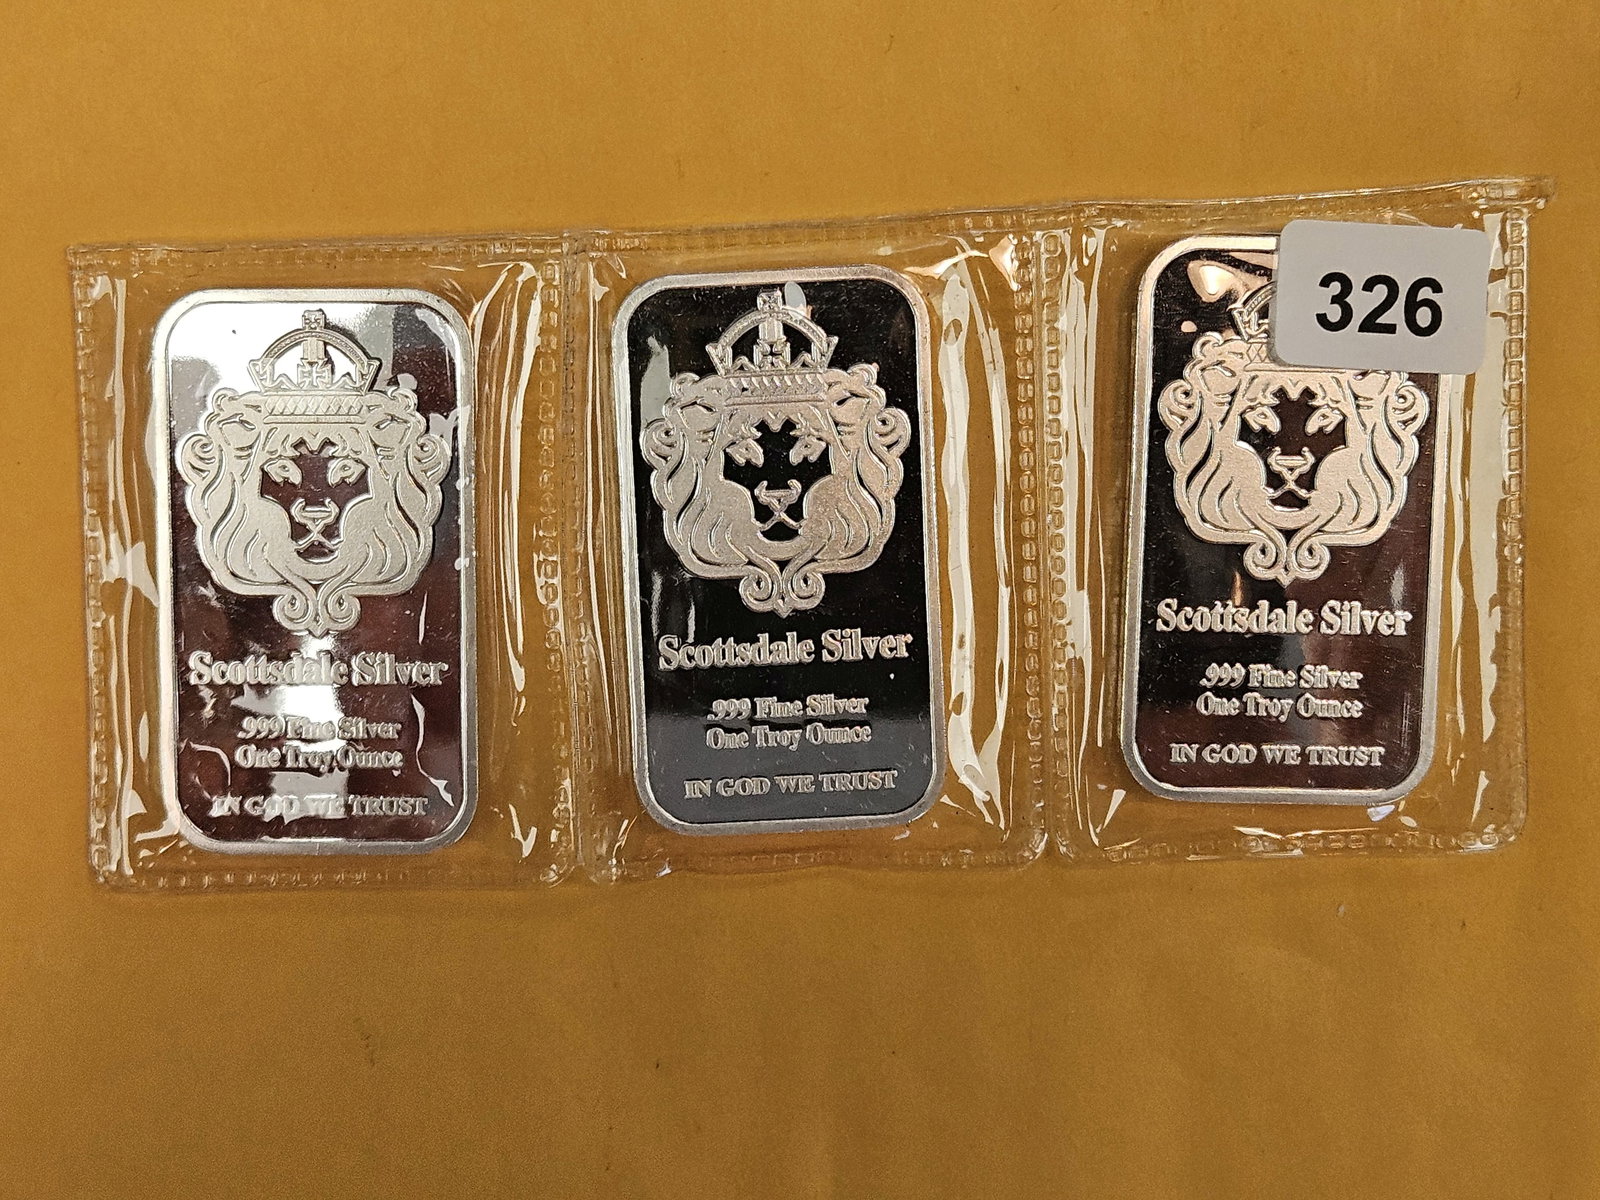 326
Scottsdale Silver
.999 Fine Silver
One Troy Ounce
IN GOD WE TRUST
Scottsdale Silver
.999 Fine Silver
One Troy Ounce
IN GOD WE TRUST
Scottsdale Silver
.999 Fine Silver
One Troy Ounce
IN GOD WE TRUST